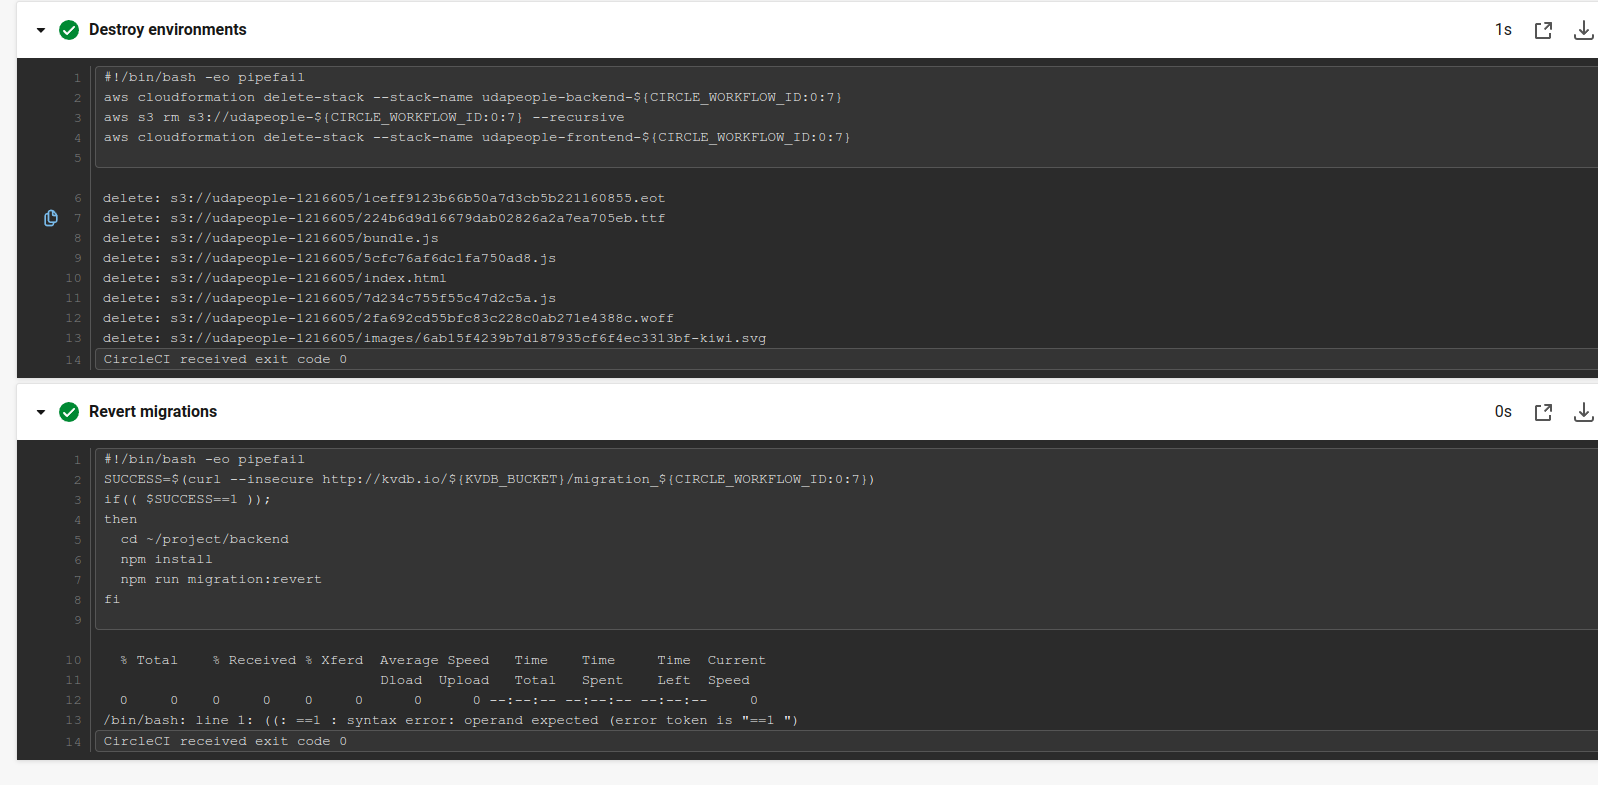 Destroy environments 1s
1 #!/bin/bash -eo pipefail
2 aws cloudformation delete-stack --stack-name udapeople-backend-${CIRCLE_WORKFLOW_ID:0:7}
3 aws s3 rm s3://udapeople-${CIRCLE_WORKFLOW_ID:0:7} --recursive
4 aws cloudformation delete-stack --stack-name udapeople-frontend-${CIRCLE_WORKFLOW_ID:0:7}
5
6 delete: s3://udapeople-1216605/1ceff9123b66b50a7d3cb5b221160855.eot
7 delete: s3://udapeople-1216605/224b6d9d16679dab02826a2a7ea705eb.ttf
8 delete: s3://udapeople-1216605/bundle.js
9 delete: s3://udapeople-1216605/5cfc76af6dc1fa750ad8.js
10 delete: s3://udapeople-1216605/index.html
11 delete: s3://udapeople-1216605/7d234c755f55c47d2c5a.js
12 delete: s3://udapeople-1216605/2fa692cd55bfc83c228c0ab271e4388c.woff
13 delete: s3://udapeople-1216605/images/6ab15f4239b7d187935cf6f4ec3313bf-kiwi.svg
14 CircleCI received exit code 0
Revert migrations 0s
1 #!/bin/bash -eo pipefail
2 SUCCESS=$(curl --insecure http://kvdb.io/${KVDB_BUCKET}/migration_${CIRCLE_WORKFLOW_ID:0:7})
3 if(( $SUCCESS==1 ));
4 then
5 cd ~/project/backend
6 npm install
7 npm run migration:revert
8 fi
9
10 % Total % Received % Xferd Average Speed Time Time Time Current
11 Dload Upload Total Spent Left Speed
12 0 0 0 0 0 0 0 0 --:--:-- --:--:-- --:--:-- 0
13 /bin/bash: line 1: ((: ==1 : syntax error: operand expected (error token is "==1 ")
14 CircleCI received exit code 0